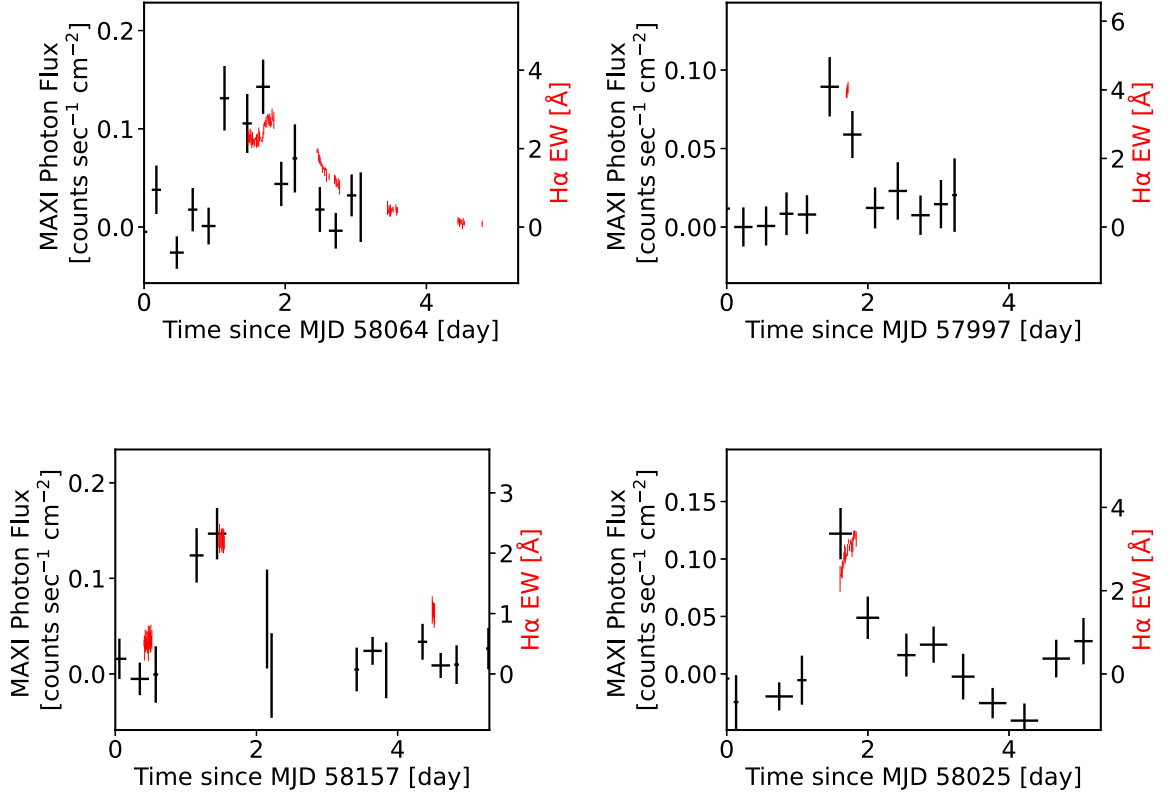 MAXI Photon Flux
[counts sec⁻¹ cm⁻²]
0.2
0.1
0.0
4
2
0
Hα EW [Å]
0 2 4
Time since MJD 58064 [day]
MAXI Photon Flux
[counts sec⁻¹ cm⁻²]
0.10
0.05
0.00
6
4
2
0
Hα EW [Å]
0 2 4
Time since MJD 57997 [day]
MAXI Photon Flux
[counts sec⁻¹ cm⁻²]
0.2
0.1
0.0
3
2
1
0
Hα EW [Å]
0 2 4
Time since MJD 58157 [day]
MAXI Photon Flux
[counts sec⁻¹ cm⁻²]
0.15
0.10
0.05
0.00
4
2
0
Hα EW [Å]
0 2 4
Time since MJD 58025 [day]